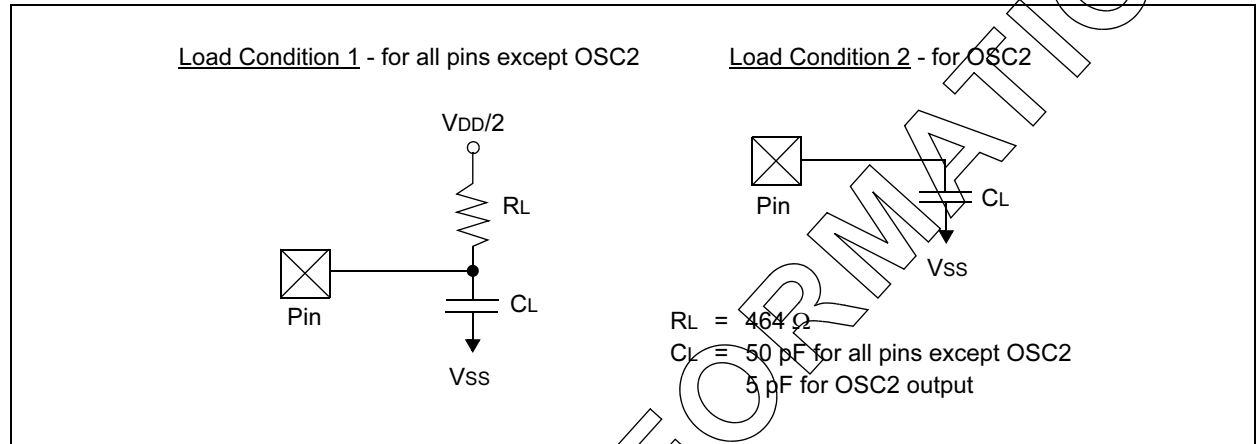 Load Condition 1 - for all pins except OSC2
Load Condition 2 - for OSC2
VDD/2
RL
Pin
CL
VSS
Pin
CL
VSS
RL = 464 Ω
CL = 50 pF for all pins except OSC2
5 pF for OSC2 output